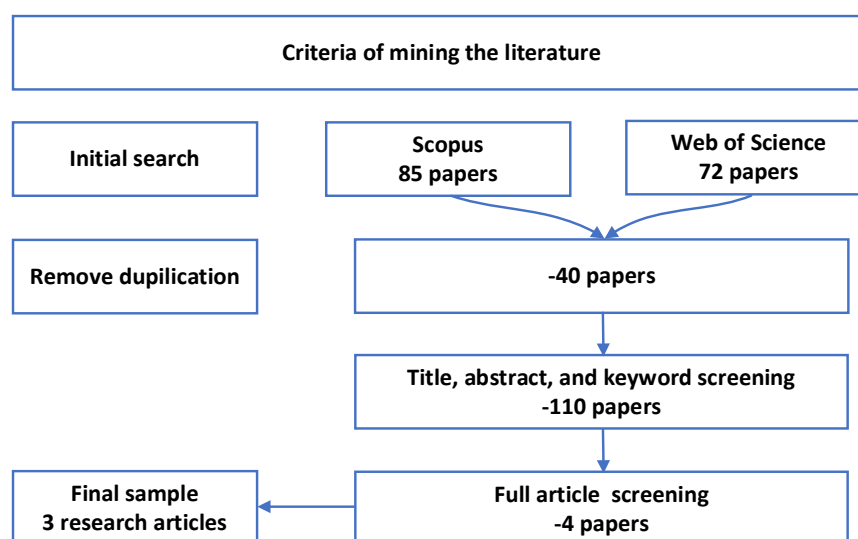 Criteria of mining the literature
Initial search
Scopus
85 papers
Web of Science
72 papers
Remove dupilication
-40 papers
Title, abstract, and keyword screening
-110 papers
Final sample
3 research articles
Full article  screening
-4 papers